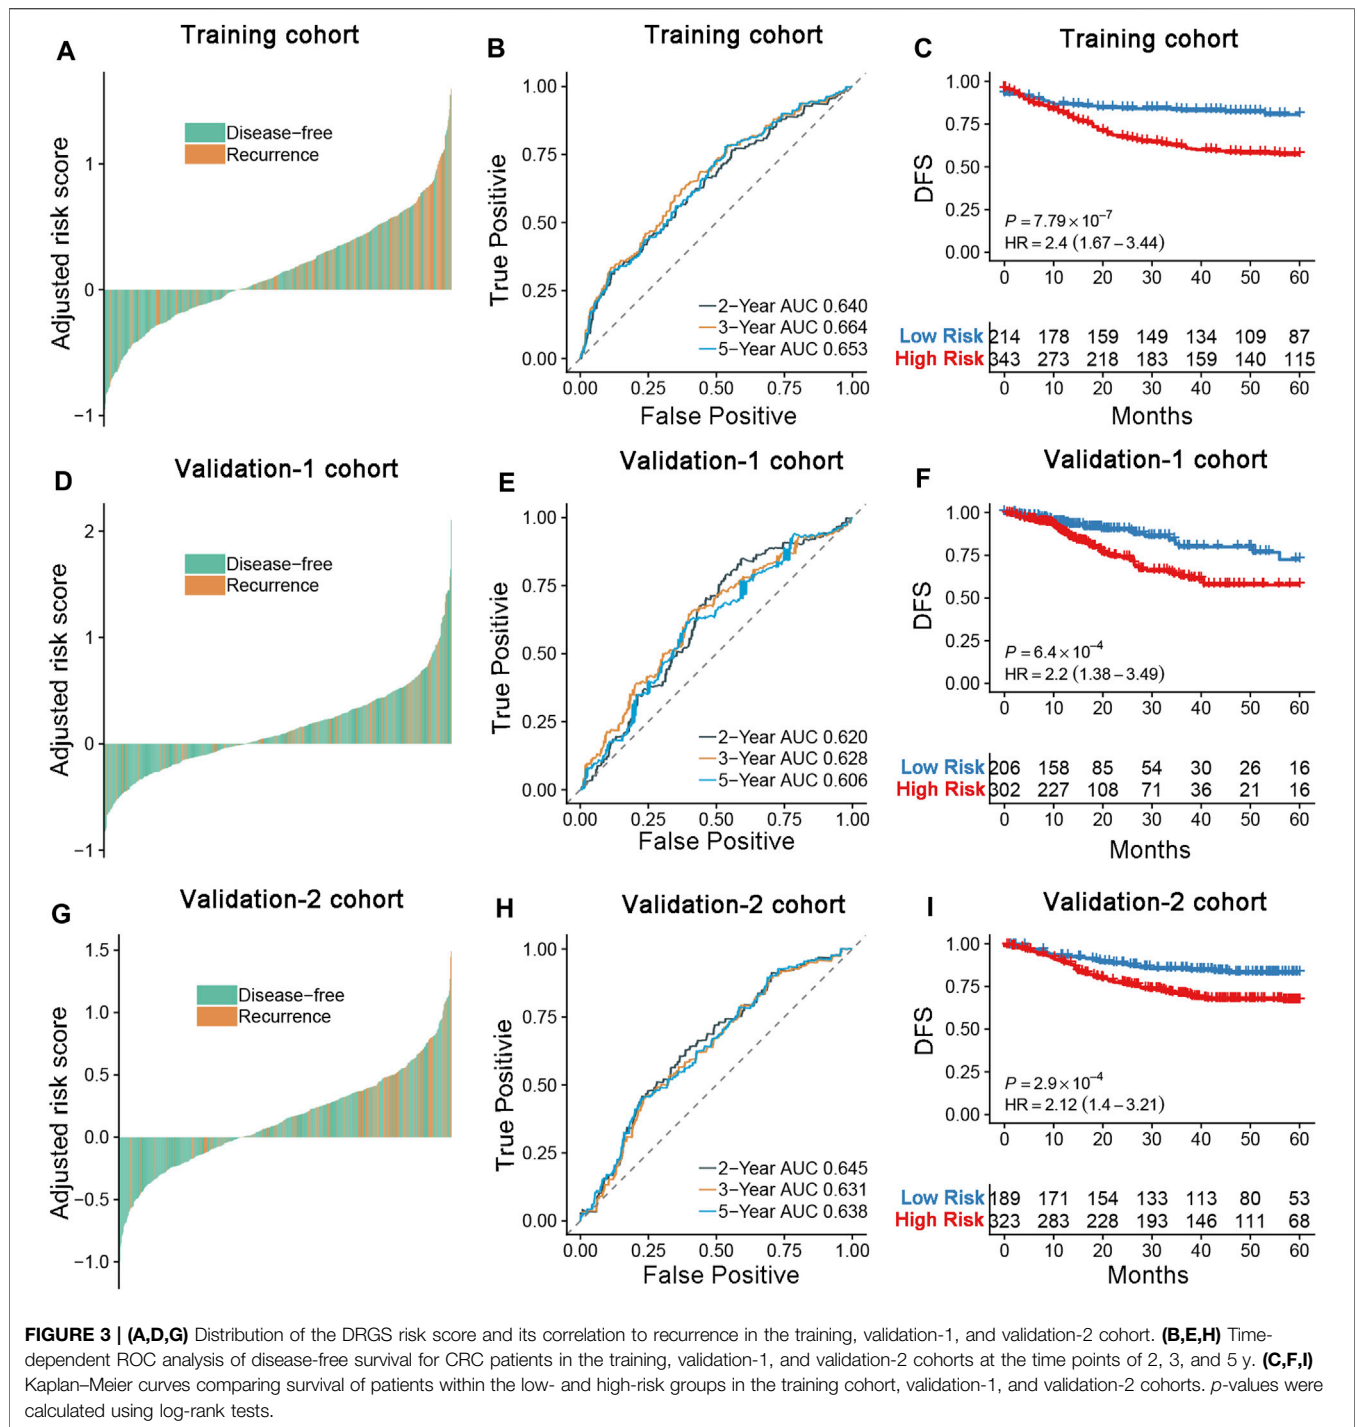 A
Training cohort
Adjusted risk score
1
0
−1
Disease−free
Recurrence
B
Training cohort
True Positivie
1.00
0.75
0.50
0.25
0.00
2−Year AUC 0.640
3−Year AUC 0.664
5−Year AUC 0.653
0.00 0.25 0.50 0.75 1.00
False Positive
C
Training cohort
DFS
1.00
0.75
0.50
0.25
0.00
P = 7.79 × 10⁻⁷
HR = 2.4 (1.67 − 3.44)
0 10 20 30 40 50 60
Low Risk 214 178 159 149 134 109 87
High Risk 343 273 218 183 159 140 115
0 10 20 30 40 50 60
Months
D
Validation-1 cohort
Adjusted risk score
2
1
0
−1
Disease−free
Recurrence
E
Validation-1 cohort
True Positivie
1.00
0.75
0.50
0.25
0.00
2−Year AUC 0.620
3−Year AUC 0.628
5−Year AUC 0.606
0.00 0.25 0.50 0.75 1.00
False Positive
F
Validation-1 cohort
DFS
1.00
0.75
0.50
0.25
0.00
P = 6.4 × 10⁻⁴
HR = 2.2 (1.38 − 3.49)
0 10 20 30 40 50 60
Low Risk 206 158 85 54 30 26 16
High Risk 302 227 108 71 36 21 16
0 10 20 30 40 50 60
Months
G
Validation-2 cohort
Adjusted risk score
1.5
1.0
0.5
0.0
−0.5
−1.0
Disease−free
Recurrence
H
Validation-2 cohort
True Positivie
1.00
0.75
0.50
0.25
0.00
2−Year AUC 0.645
3−Year AUC 0.631
5−Year AUC 0.638
0.00 0.25 0.50 0.75 1.00
False Positive
I
Validation-2 cohort
DFS
1.00
0.75
0.50
0.25
0.00
P = 2.9 × 10⁻⁴
HR = 2.12 (1.4 − 3.21)
0 10 20 30 40 50 60
Low Risk 189 171 154 133 113 80 53
High Risk 323 283 228 193 146 111 68
0 10 20 30 40 50 60
Months
FIGURE 3 | (A,D,G) Distribution of the DRGS risk score and its correlation to recurrence in the training, validation-1, and validation-2 cohort. (B,E,H) Time-
dependent ROC analysis of disease-free survival for CRC patients in the training, validation-1, and validation-2 cohorts at the time points of 2, 3, and 5 y. (C,F,I)
Kaplan–Meier curves comparing survival of patients within the low- and high-risk groups in the training cohort, validation-1, and validation-2 cohorts. p-values were
calculated using log-rank tests.